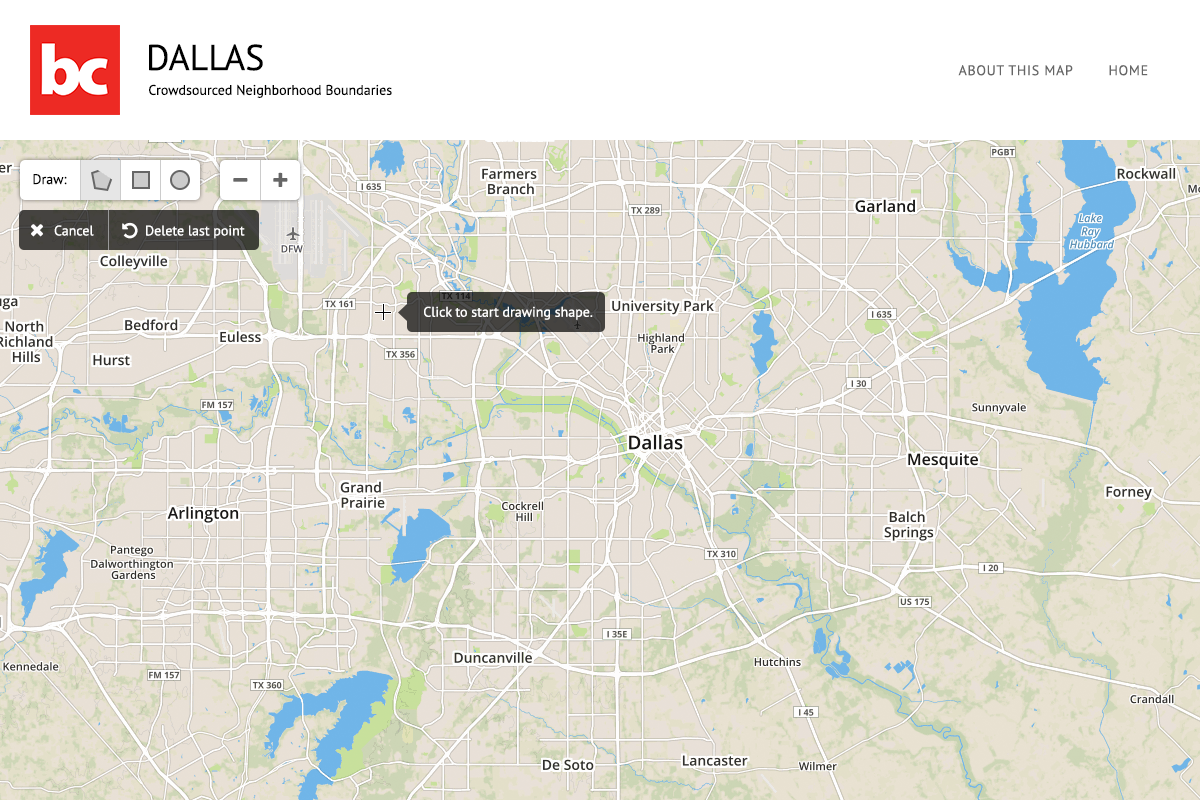 bc
DALLAS
Crowdsourced Neighborhood Boundaries
ABOUT THIS MAP
HOME
Draw:
Cancel
Delete last point
Click to start drawing shape.
I 635
Farmers
Branch
TX 289
Garland
PGBT
Rockwall
Lake
Ray
Hubbard
DFW
Colleyville
TX 161
TX 114
University Park
I 635
North
Richland
Hills
Bedford
Euless
Hurst
TX 356
Highland
Park
I 30
FM 157
Sunnyvale
Dallas
Mesquite
Grand
Prairie
Arlington
Cockrell
Hill
Forney
Balch
Springs
Pantego
Dalworthington
Gardens
TX 310
I 20
US 175
I 35E
Kennedale
Duncanville
Hutchins
FM 157
TX 360
Crandall
I 45
De Soto
Lancaster
Wilmer